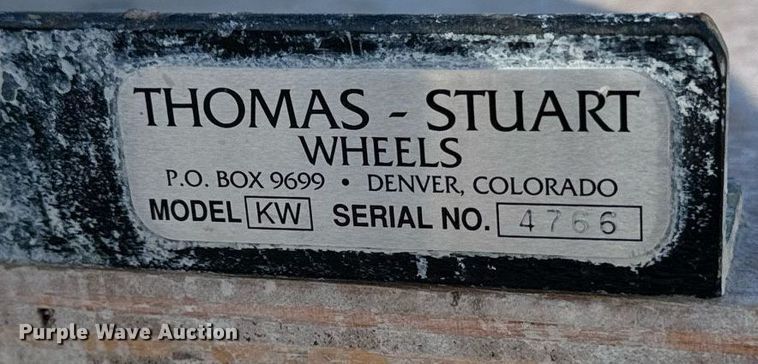 THOMAS - STUART
WHEELS
P.O. BOX 9699 • DENVER, COLORADO
MODEL KW SERIAL NO. 4766
Purple Wave Auction